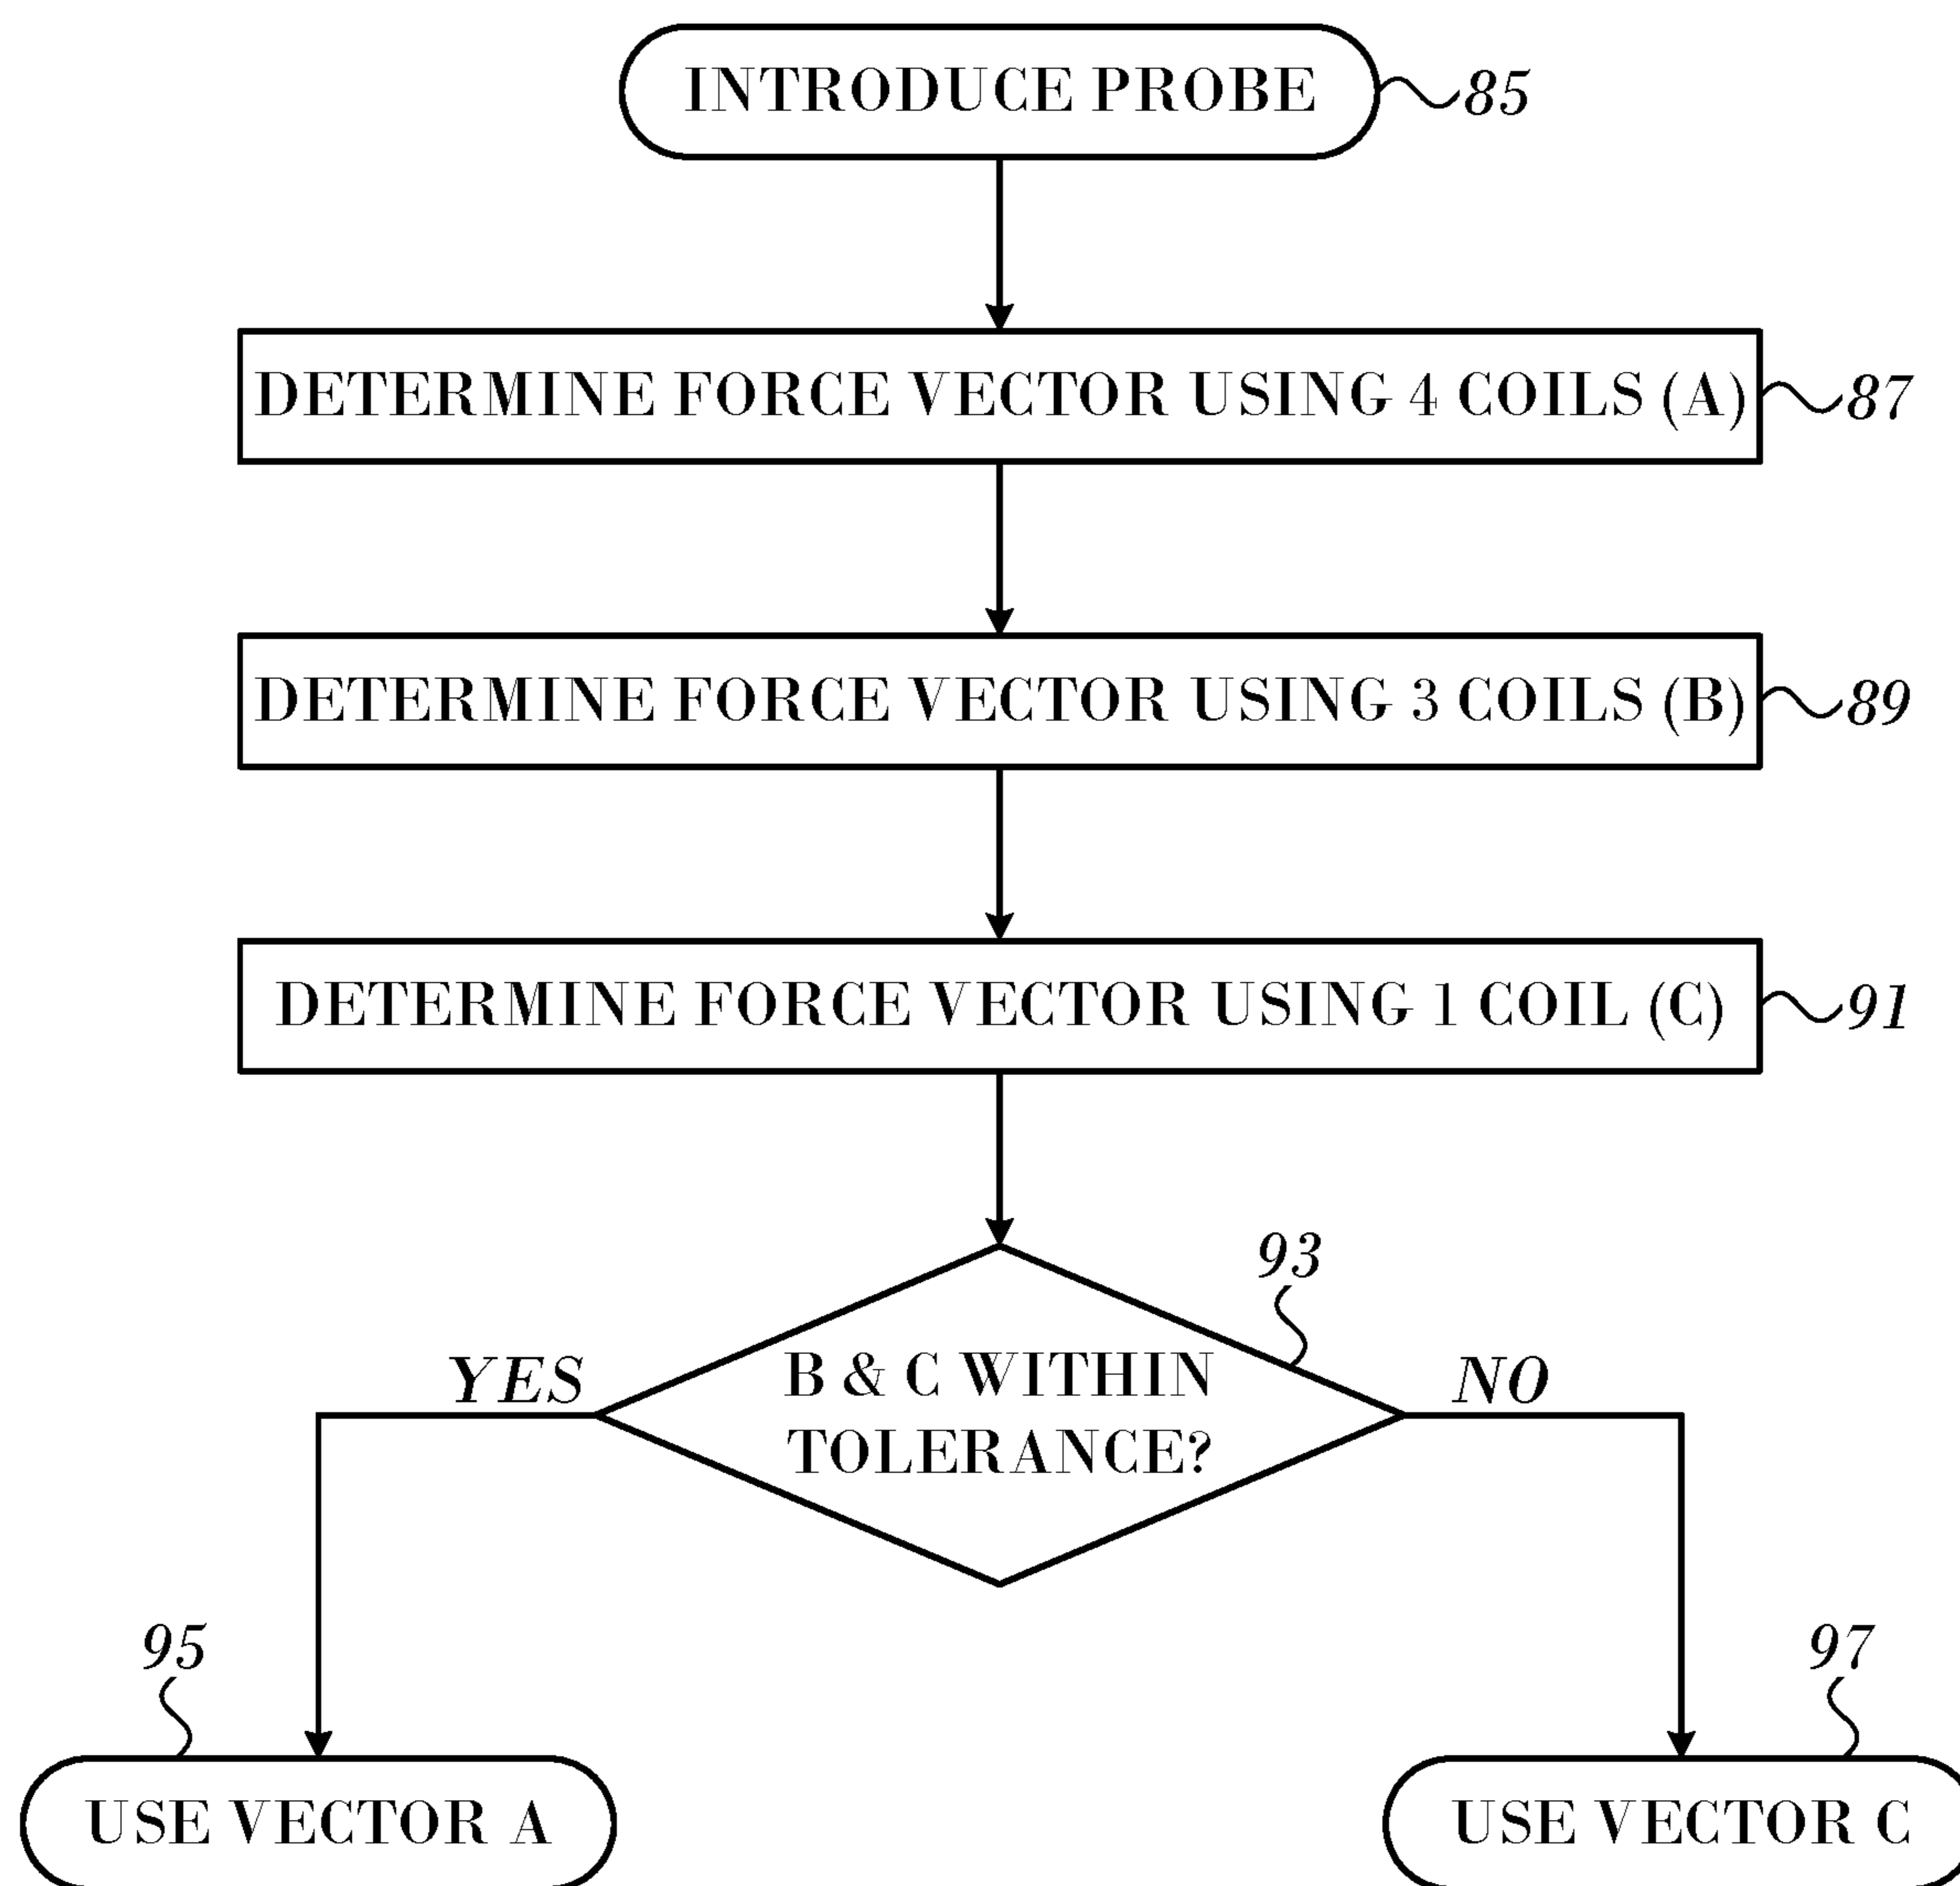 INTRODUCE PROBE
85
DETERMINE FORCE VECTOR USING 4 COILS (A)
87
DETERMINE FORCE VECTOR USING 3 COILS (B)
89
DETERMINE FORCE VECTOR USING 1 COIL (C)
91
93
YES
B & C WITHIN
TOLERANCE?
NO
95
97
USE VECTOR A
USE VECTOR C